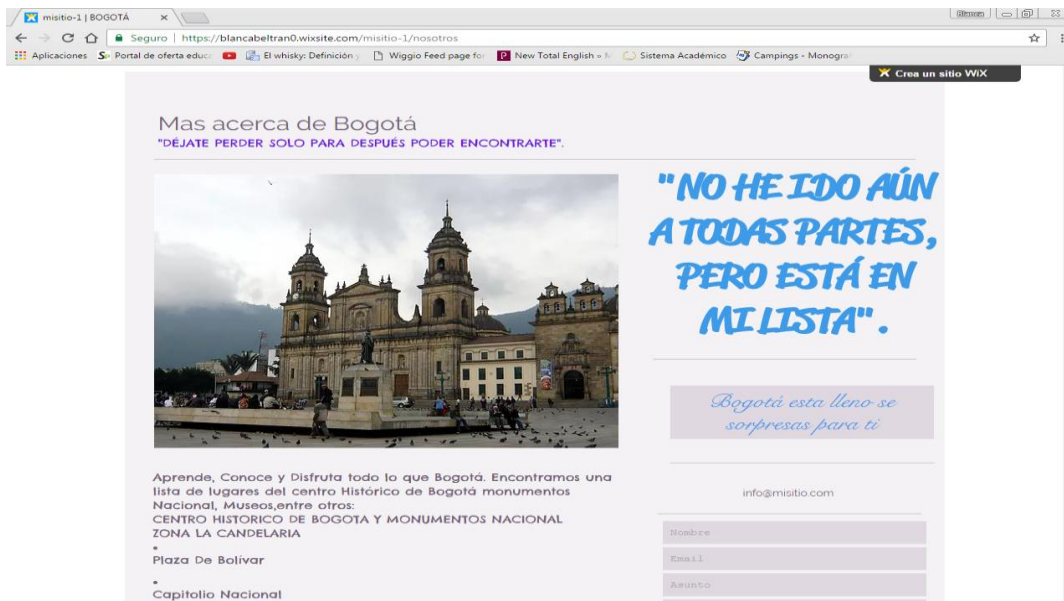 misitio-1 | BOGOTÁ
Blanca
Seguro | https://blancabeltran0.wixsite.com/misitio-1/nosotros
Aplicaciones
Portal de oferta educa
El whisky: Definición y
Wiggio Feed page for
New Total English » N
Sistema Académico
Campings - Monogra
Crea un sitio WiX
Mas acerca de Bogotá
"DÉJATE PERDER SOLO PARA DESPUÉS PODER ENCONTRARTE".
"NO HE IDO AÚN
A TODAS PARTES,
PERO ESTÁ EN
MI LISTA".
Bogotá esta lleno se
sorpresas para ti
Aprende, Conoce y Disfruta todo lo que Bogotá. Encontramos una
lista de lugares del centro Histórico de Bogotá monumentos
Nacional, Museos,entre otros:
CENTRO HISTORICO DE BOGOTA Y MONUMENTOS NACIONAL
ZONA LA CANDELARIA
•
Plaza De Bolívar
•
Capitolio Nacional
info@misitio.com
Nombre
Email
Asunto